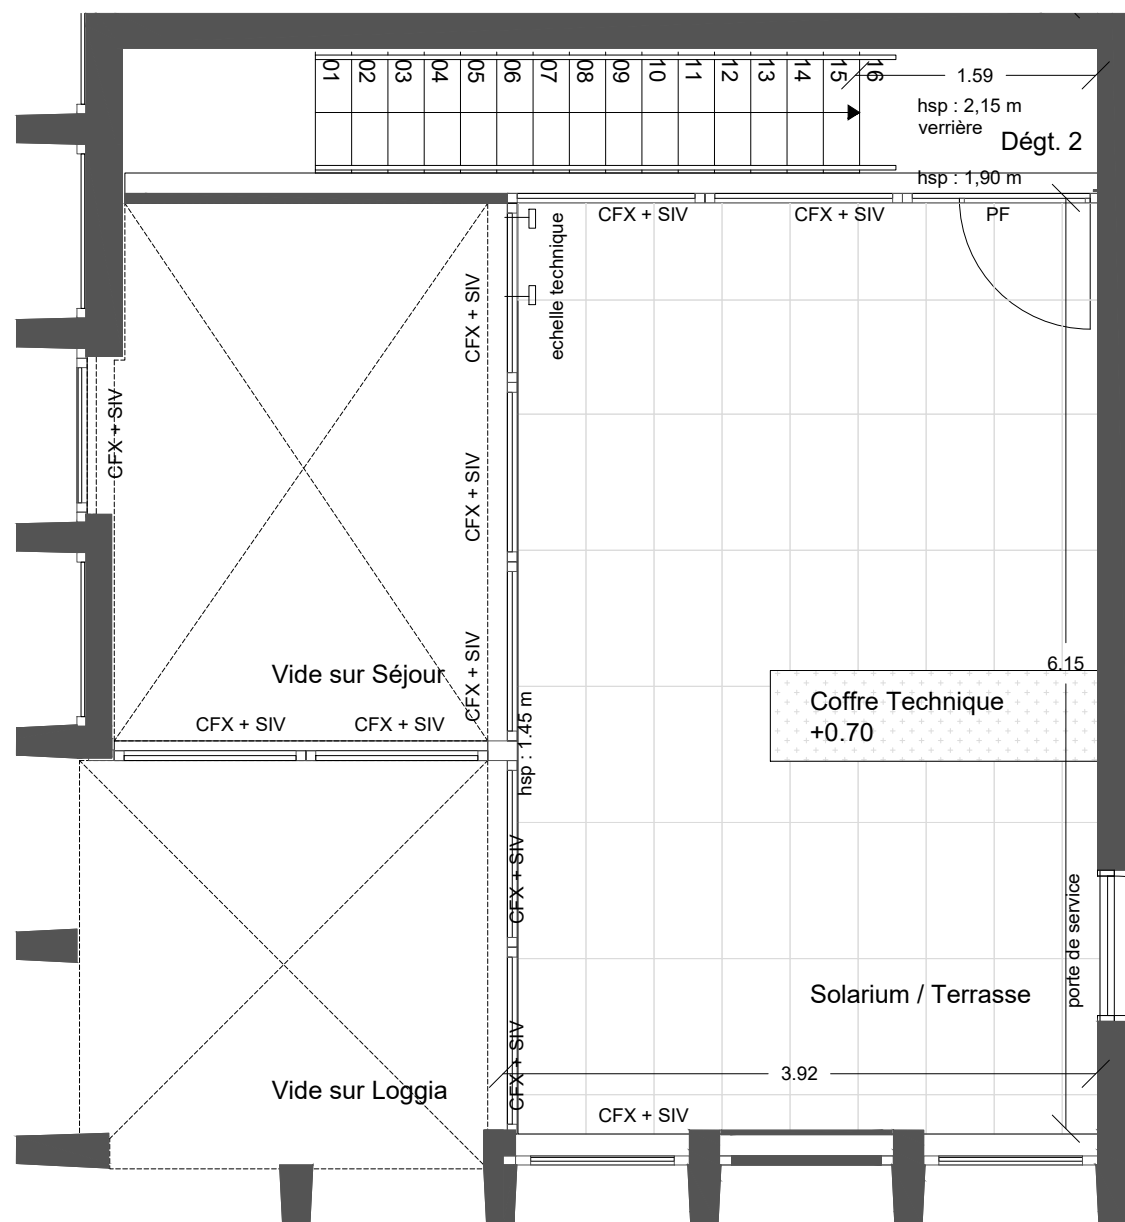 01 02 03 04 05 06 07 08 09 10 11 12 13 14 15 16
1.59
hsp : 2,15 m
verrière
Dégt. 2
hsp : 1,90 m
CFX + SIV
CFX + SIV
PF
echelle technique
CFX + SIV
CFX + SIV
CFX + SIV
CFX + SIV
Vide sur Séjour
6.15
Coffre Technique
+0.70
CFX + SIV
CFX + SIV
hsp : 1.45 m
CFX + SIV
porte de service
Solarium / Terrasse
CFX + SIV
3.92
Vide sur Loggia
CFX + SIV